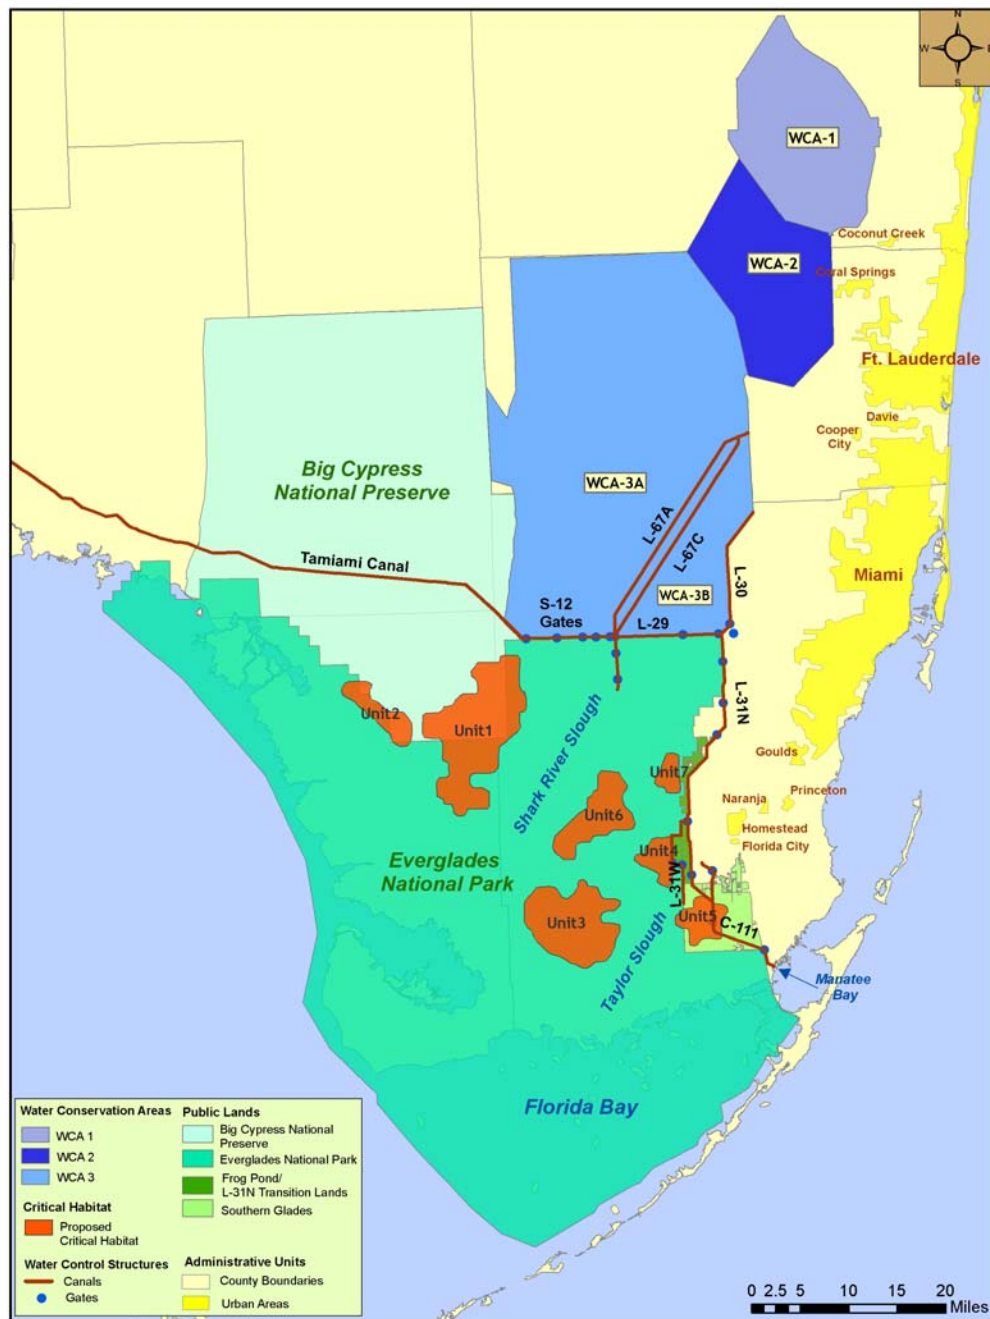 N
W
E
S
WCA-1
Coconut Creek
WCA-2
Coral Springs
Ft. Lauderdale
Davie
Cooper
City
Big Cypress
National Preserve
WCA-3A
L-67A
L-67C
Tamiami Canal
S-12
Gates
WCA-3B
L-29
L-30
Miami
L-31N
Unit2
Unit1
Shark River Slough
Goulds
Unit7
Princeton
Naranja
Unit6
Homestead
Florida City
Unit4
Everglades
National Park
L-31W
Unit3
Unit5
C-111
Taylor Slough
Manatee
Bay
Florida Bay
Water Conservation Areas
WCA 1
WCA 2
WCA 3
Critical Habitat
Proposed
Critical Habitat
Water Control Structures
Canals
Gates
Public Lands
Big Cypress National
Preserve
Everglades National Park
Frog Pond/
L-31N Transition Lands
Southern Glades
Administrative Units
County Boundaries
Urban Areas
0 2.5 5 10 15 20
Miles